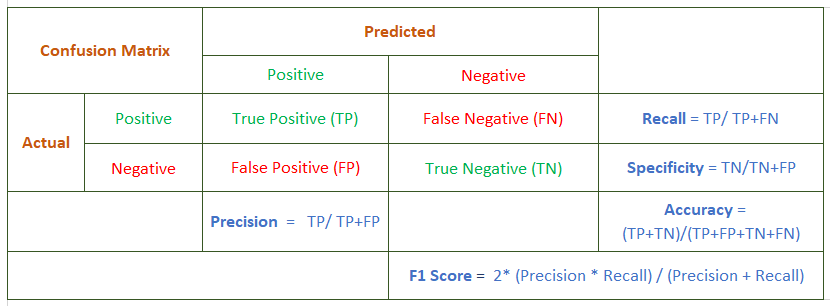 Confusion Matrix
Predicted
Positive
Negative
Actual
Positive
True Positive (TP)
False Negative (FN)
Recall = TP/ TP+FN
Negative
False Positive (FP)
True Negative (TN)
Specificity = TN/TN+FP
Precision = TP/ TP+FP
Accuracy =
(TP+TN)/(TP+FP+TN+FN)
F1 Score = 2* (Precision * Recall) / (Precision + Recall)